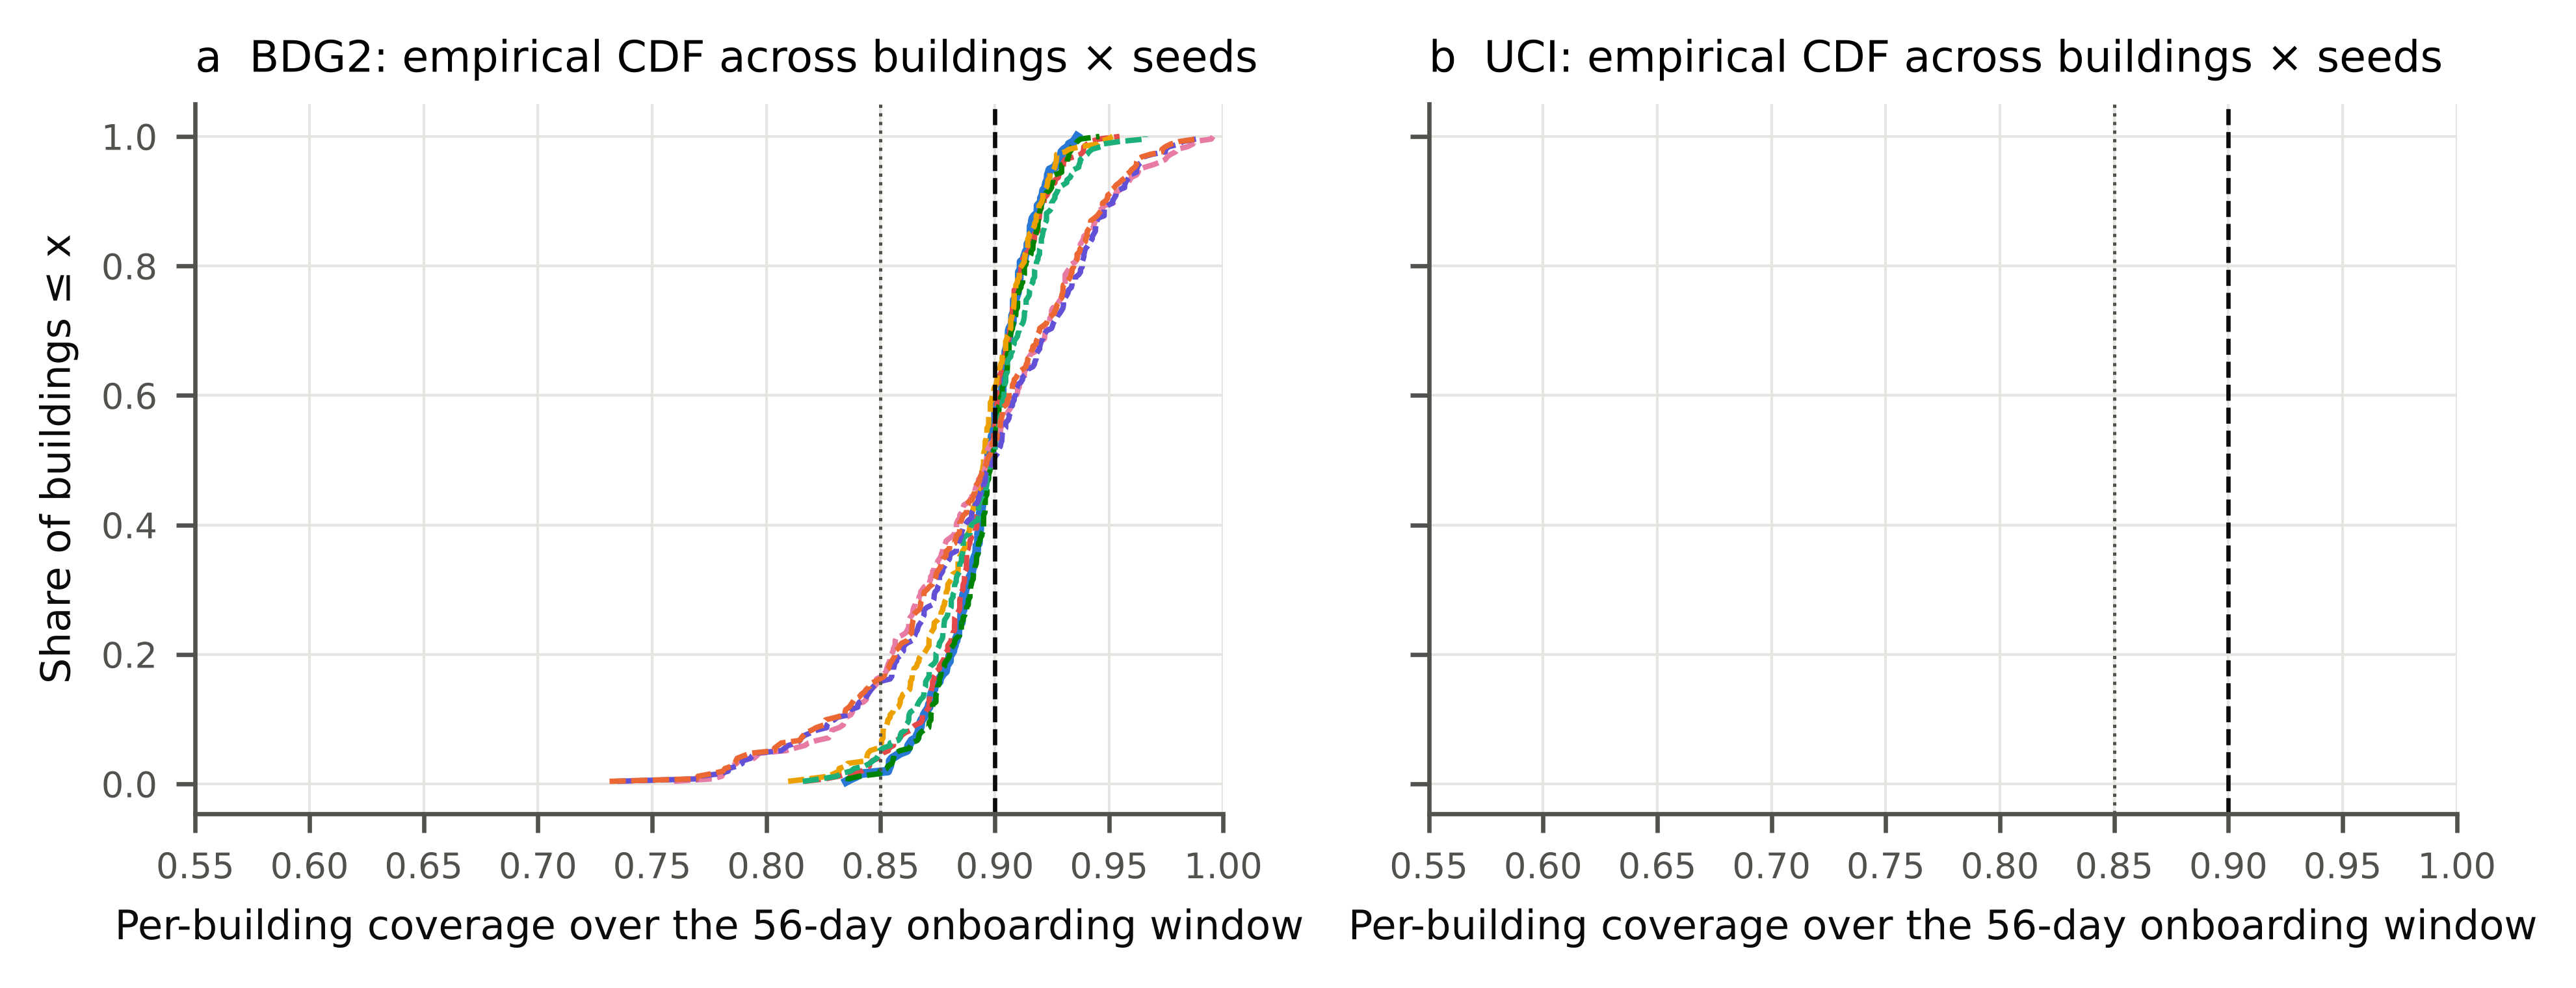 a BDG2: empirical CDF across buildings × seeds
b UCI: empirical CDF across buildings × seeds
Share of buildings ≤ x
1.0
0.8
0.6
0.4
0.2
0.0
0.55 0.60 0.65 0.70 0.75 0.80 0.85 0.90 0.95 1.00
0.55 0.60 0.65 0.70 0.75 0.80 0.85 0.90 0.95 1.00
Per-building coverage over the 56-day onboarding window
Per-building coverage over the 56-day onboarding window